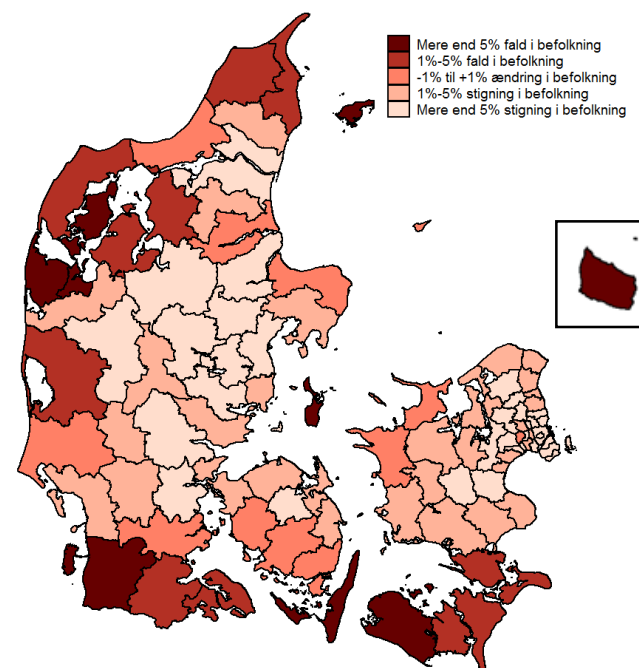 Mere end 5% fald i befolkning
1%-5% fald i befolkning
-1% til +1% ændring i befolkning
1%-5% stigning i befolkning
Mere end 5% stigning i befolkning